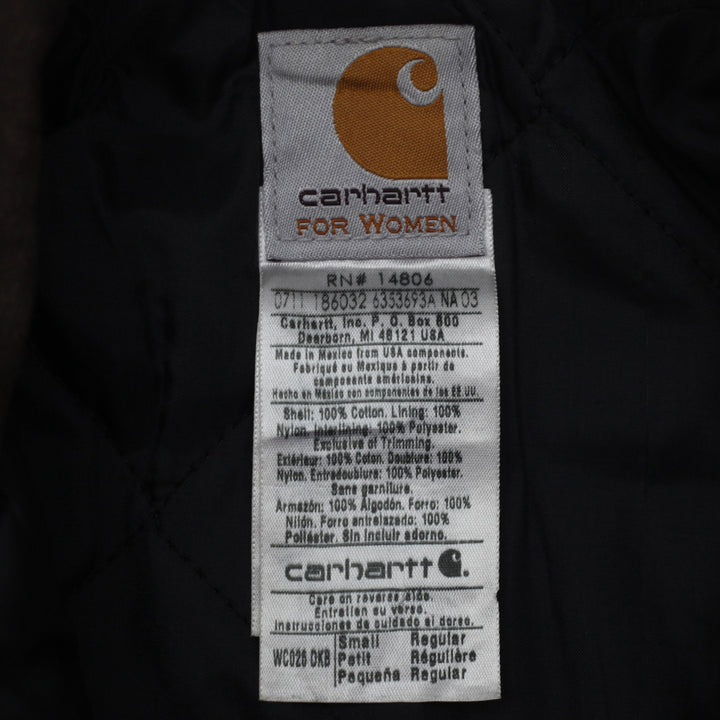 carhartt
FOR WOMEN
RN# 14806
0711 186032 6353693A NA 03
Carhartt, Inc. P. O. Box 600
Dearborn, MI 48121 USA
Made in Mexico from USA components.
Fabriqué au Mexique à partir de
composants américains.
Hecho en México con componentes de los EE.UU.
Shell: 100% Cotton. Lining: 100%
Nylon. Interlining: 100% Polyester.
Exclusive of Trimming.
Extérieur: 100% Coton. Doublure: 100%
Nylon. Entredoublure: 100% Polyester.
Sans garniture.
Armazón: 100% Algodón. Forro: 100%
Nilón. Forro entrelazado: 100%
Poliéster. Sin incluir adorno.
carhartt
Care on reverse side.
Entretien au verso.
Instrucciones de cuidado al dorso.
WC026 DKB Small Regular
Petit Régulière
Pequeña Regular